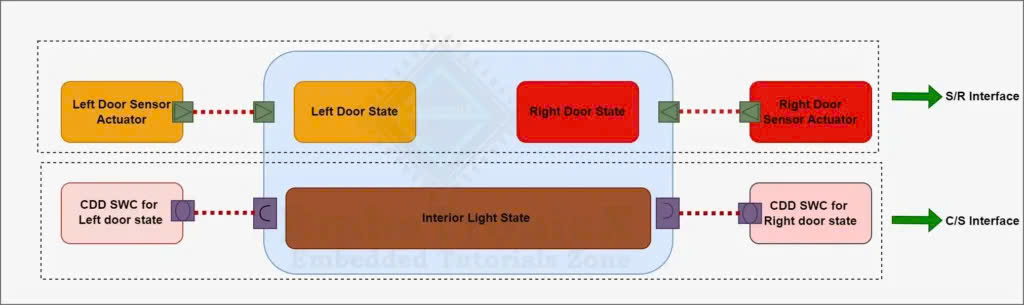 Left Door Sensor
Actuator
Left Door State
Right Door State
Right Door
Sensor Actuator
S/R Interface
CDD SWC for
Left door state
Interior Light State
CDD SWC for
Right door state
C/S Interface
Embedded Tutorials Zone